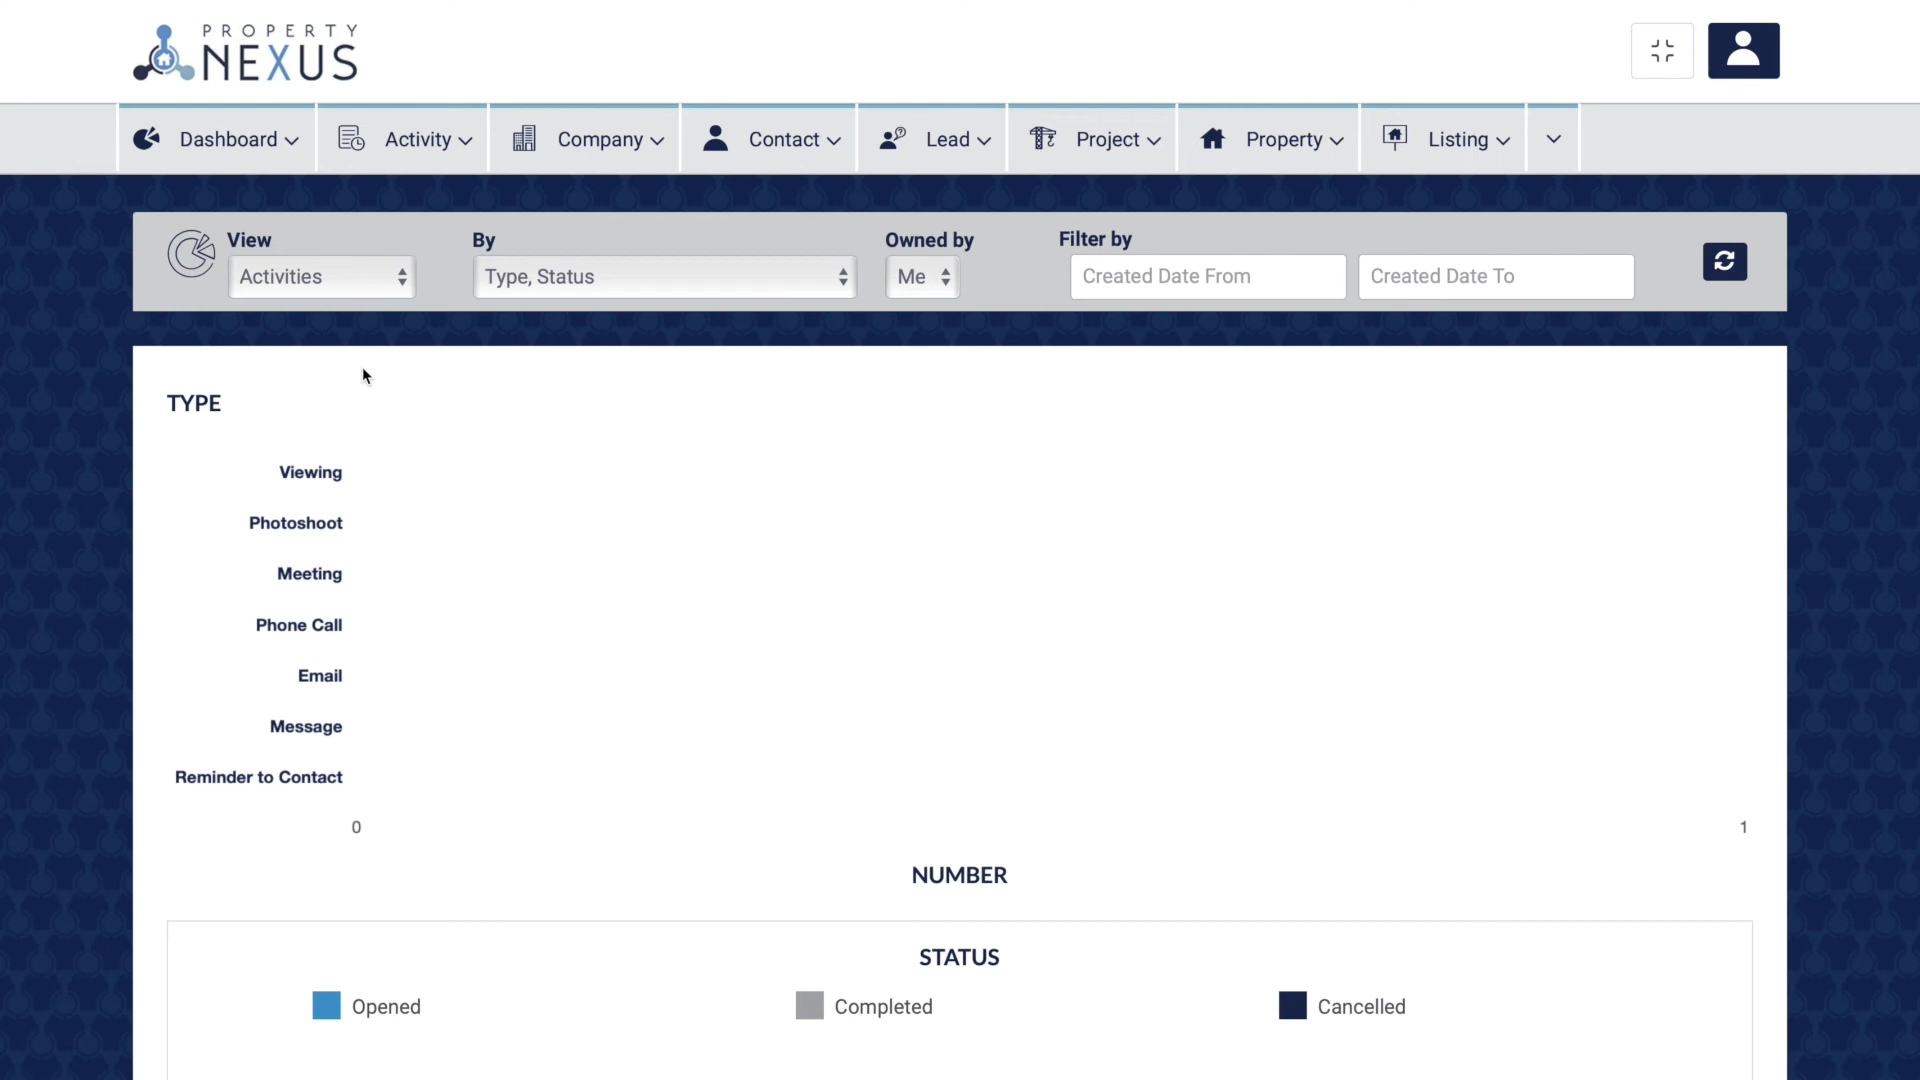 PROPERTY
NEXUS
Dashboard Activity Company Contact Lead Project Property Listing
View By Owned by Filter by
Activities Type, Status Me Created Date From Created Date To
TYPE
Viewing
Photoshoot
Meeting
Phone Call
Email
Message
Reminder to Contact
0 1
NUMBER
STATUS
Opened Completed Cancelled